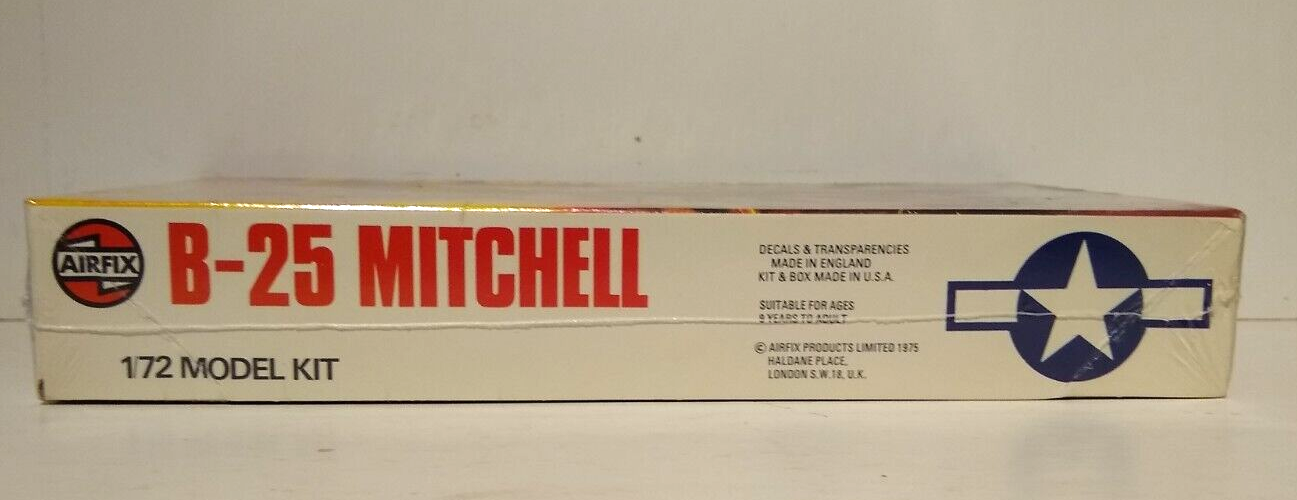 AIRFIX
B-25 MITCHELL
1/72 MODEL KIT
DECALS & TRANSPARENCIES
MADE IN ENGLAND
KIT & BOX MADE IN U.S.A.
SUITABLE FOR AGES
9 YEARS TO ADULT
© AIRFIX PRODUCTS LIMITED 1975
HALDANE PLACE,
LONDON S.W.18, U.K.